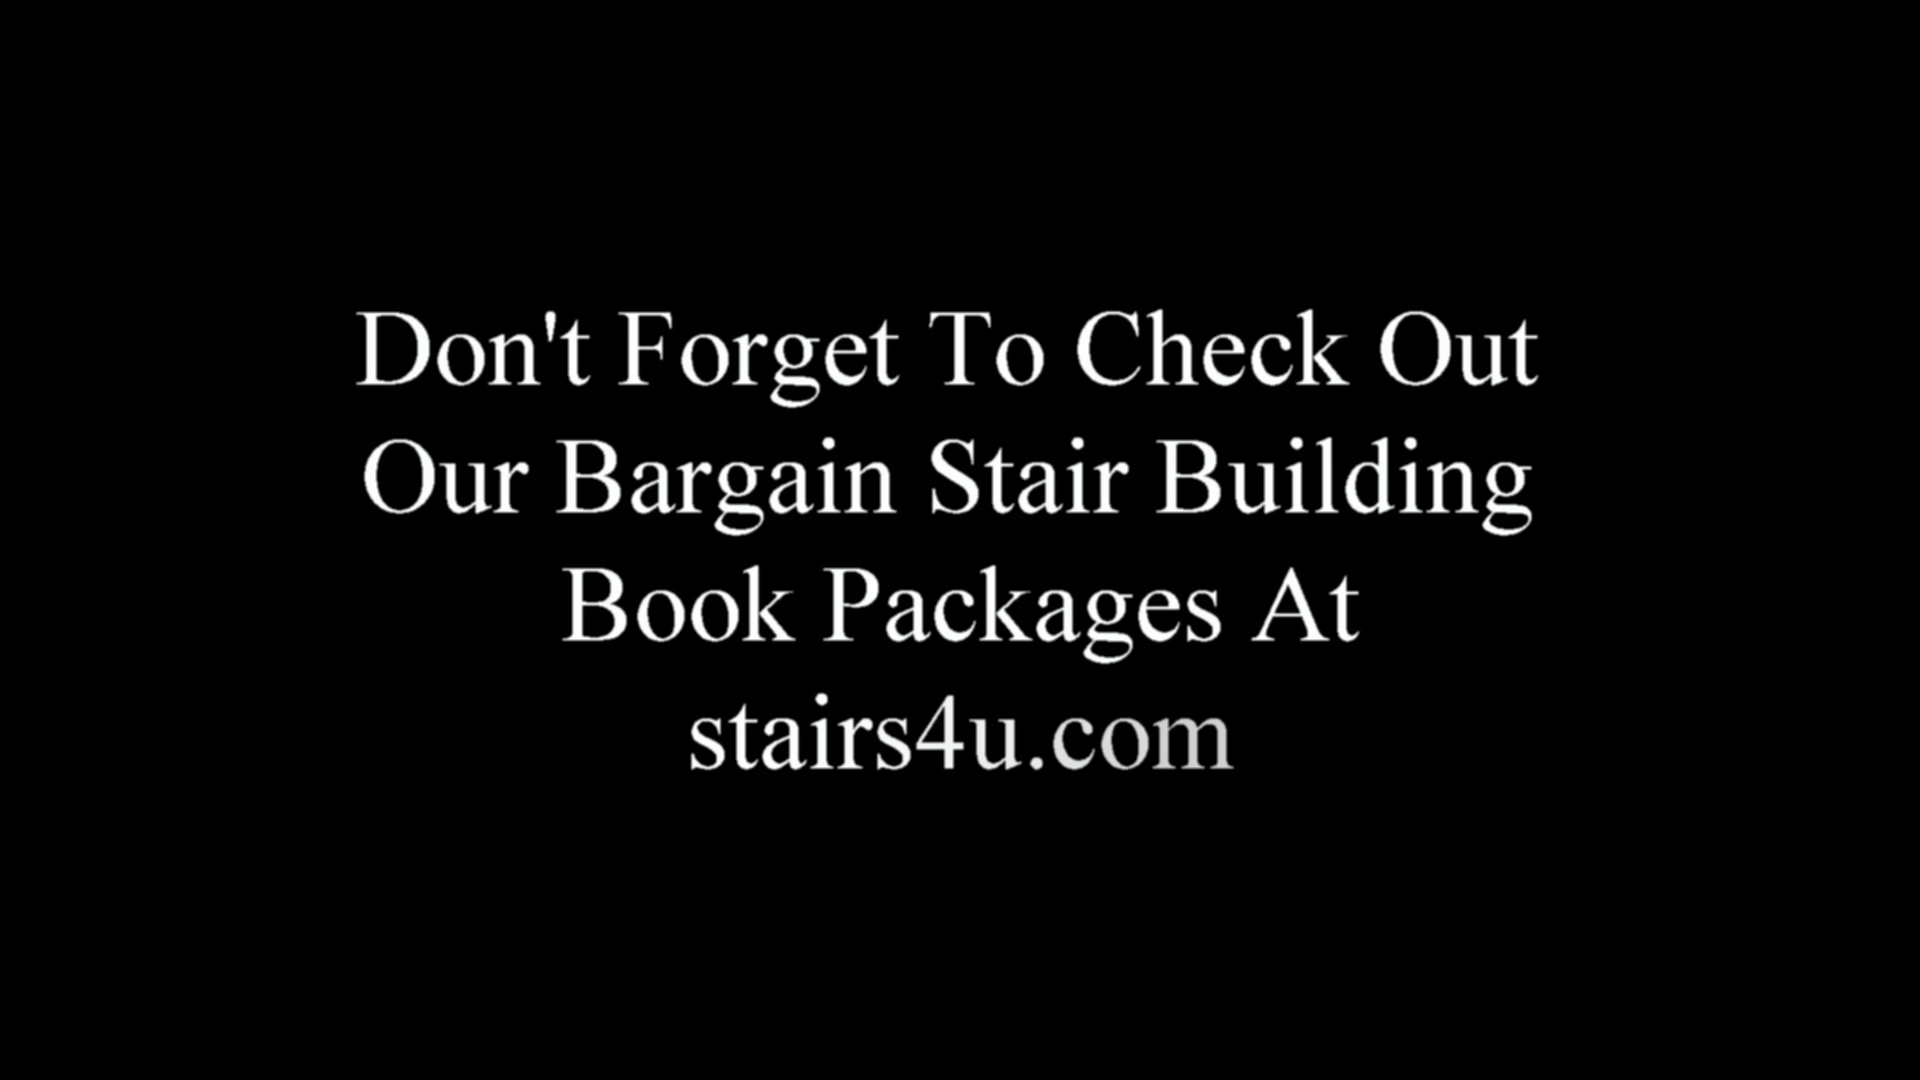 Don't Forget To Check Out
Our Bargain Stair Building
Book Packages At
stairs4u.com